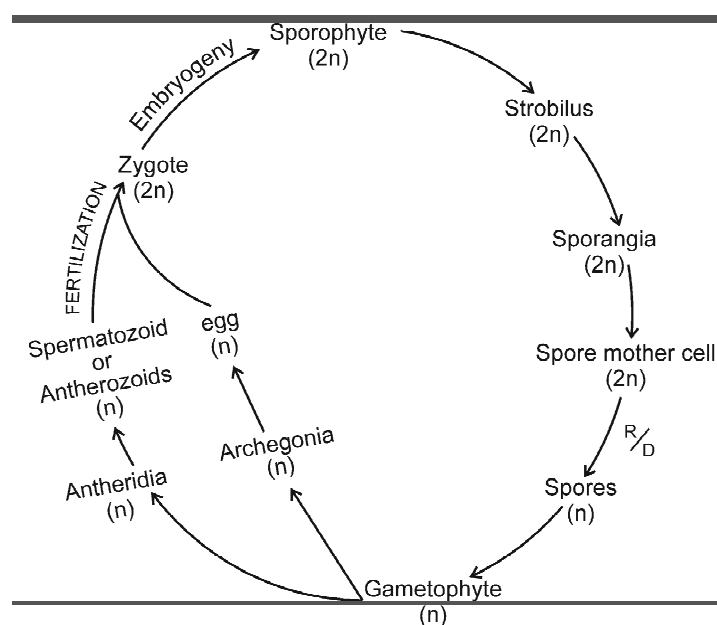 Sporophyte
(2n)
Embryogeny
Strobilus
(2n)
Zygote
(2n)
FERTILIZATION
Sporangia
(2n)
egg
(n)
Spermatozoid
or
Antherozoids
(n)
Spore mother cell
(2n)
R/D
Archegonia
(n)
Antheridia
(n)
Spores
(n)
Gametophyte
(n)